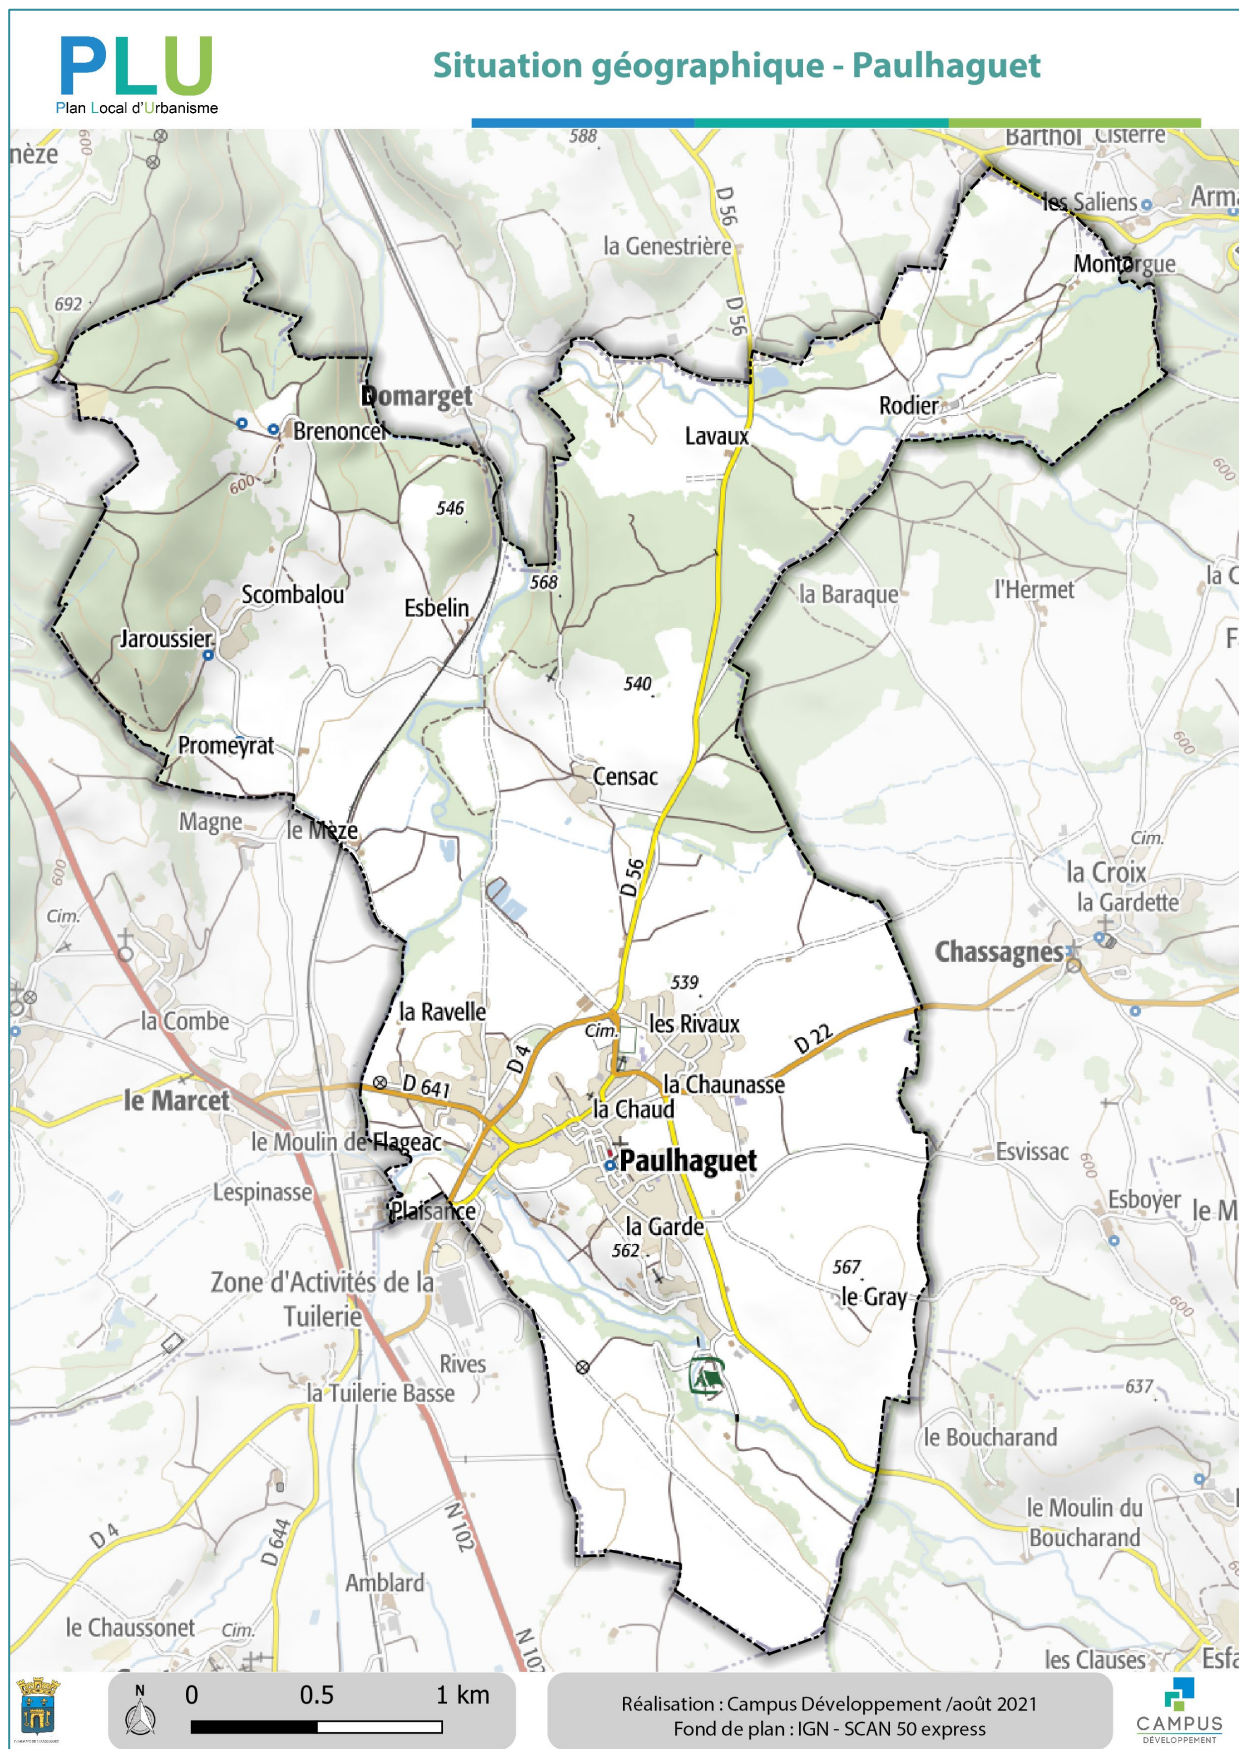 PLU
Plan Local d'Urbanisme
Situation géographique - Paulhaguet
nèze
600
588
Barthol
Cisterre
D 56
les Saliens
Arma
la Genestrière
Montorgue
692
D 56
Domarget
Rodier
Brenoncel
Lavaux
600
600
546
568
la Baraque
l'Hermet
la C
Scombalou
Esbelin
Jaroussier
F
540
Promeyrat
600
Censac
Magne
le Mèze
Cim.
600
D 56
la Croix
la Gardette
Cim.
Chassagnes
539
la Ravelle
la Combe
Cim.
les Rivaux
D 22
D 4
D 641
la Chaunasse
le Marcet
la Chaud
le Moulin de Flageac
Paulhaguet
Esvissac
600
Lespinasse
Plaisance
Esboyer
le M
la Garde
562
567
le Gray
Zone d'Activités de la
Tuilerie
600
Rives
la Tuilerie Basse
637
le Boucharand
le Moulin du
Boucharand
D 4
D 644
N 102
Amblard
le Chaussonet
Cim.
N 102
les Clauses
Esfa
N
0
0.5
1 km
Réalisation : Campus Développement /août 2021
Fond de plan : IGN - SCAN 50 express
CAMPUS
DÉVELOPPEMENT